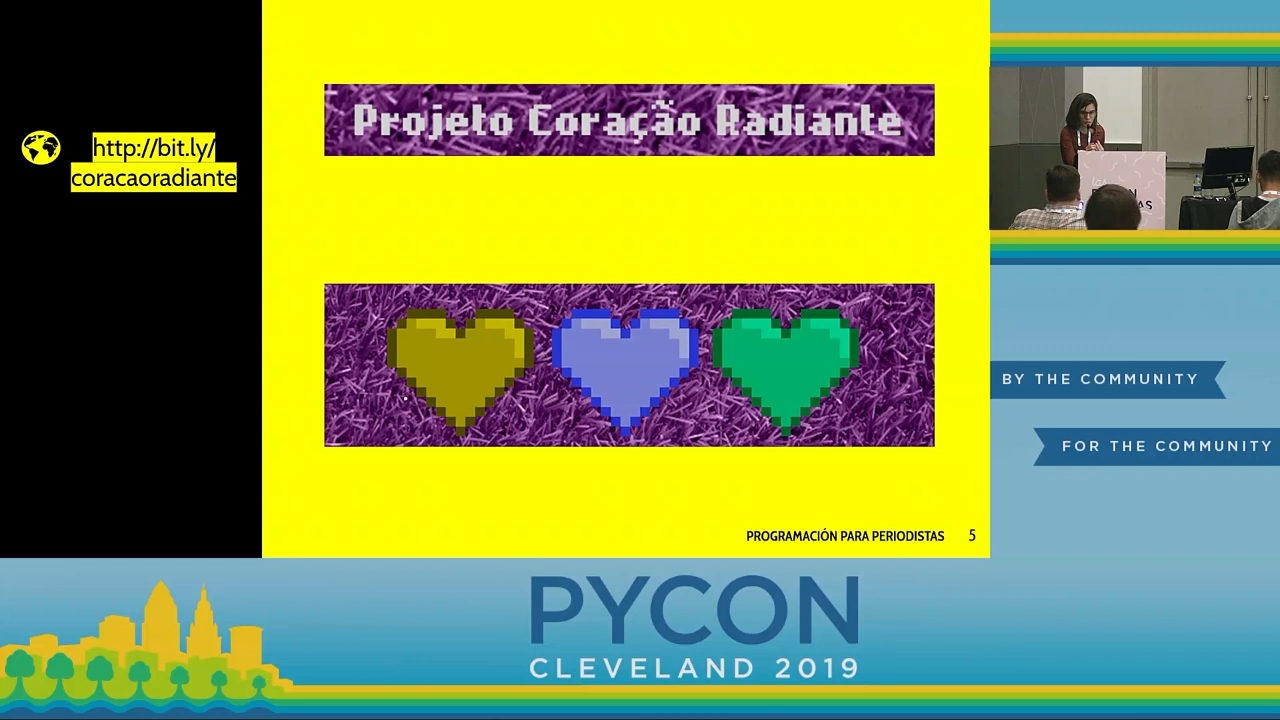 http://bit.ly/
coracaoradiante
Projeto Coração Radiante
PROGRAMACIÓN PARA PERIODISTAS 5
BY THE COMMUNITY
FOR THE COMMUNITY
PYCON
CLEVELAND 2019